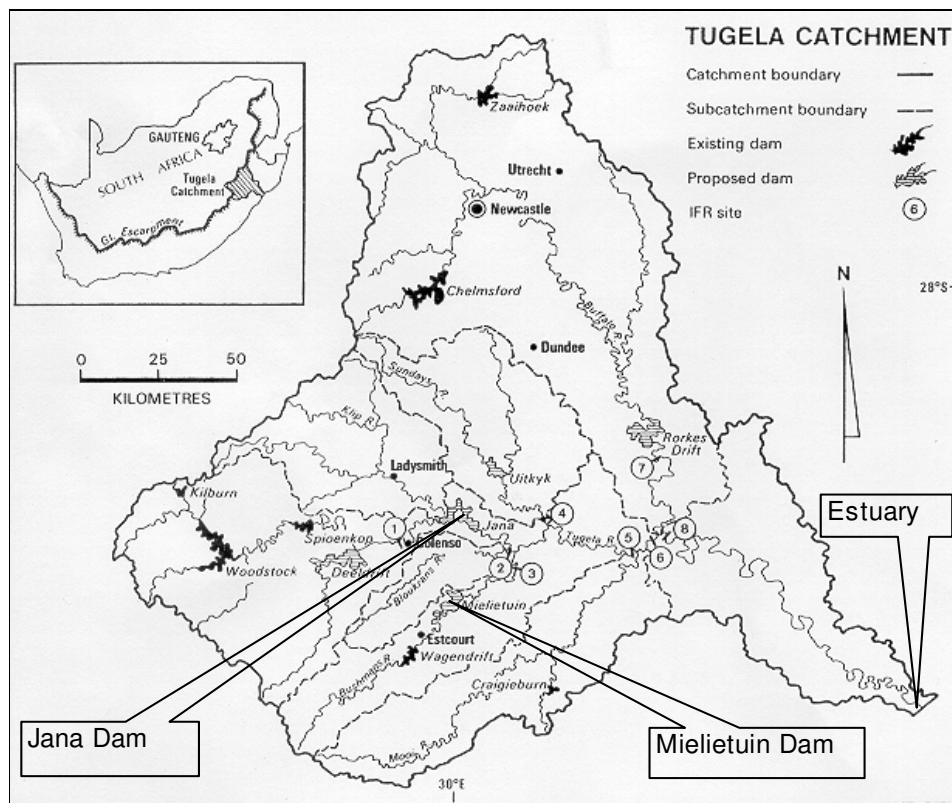 TUGELA CATCHMENT
Catchment boundary
Subcatchment boundary
Existing dam
Proposed dam
IFR site
6
GAUTENG
SOUTH AFRICA
Tugela
Catchment
Gt. Escarpment
Zaaihoek
Utrecht
Newcastle
N
28°S
Chelmsford
Buffalo R.
Dundee
0 25 50
KILOMETRES
Sundays R.
Klip R.
Rorkes
Drift
7
Ladysmith
Uitkyk
Kilburn
Estuary
4
Jana
1
Spioenkop
Colenso
Tugela R.
5
8
6
Woodstock
Deeldrift
2
3
Bloukrans R.
Mielietuin
Estcourt
Wagendrift
Bushmans R.
Craigieburn
Jana Dam
Mielietuin Dam
Mooi R.
30°E